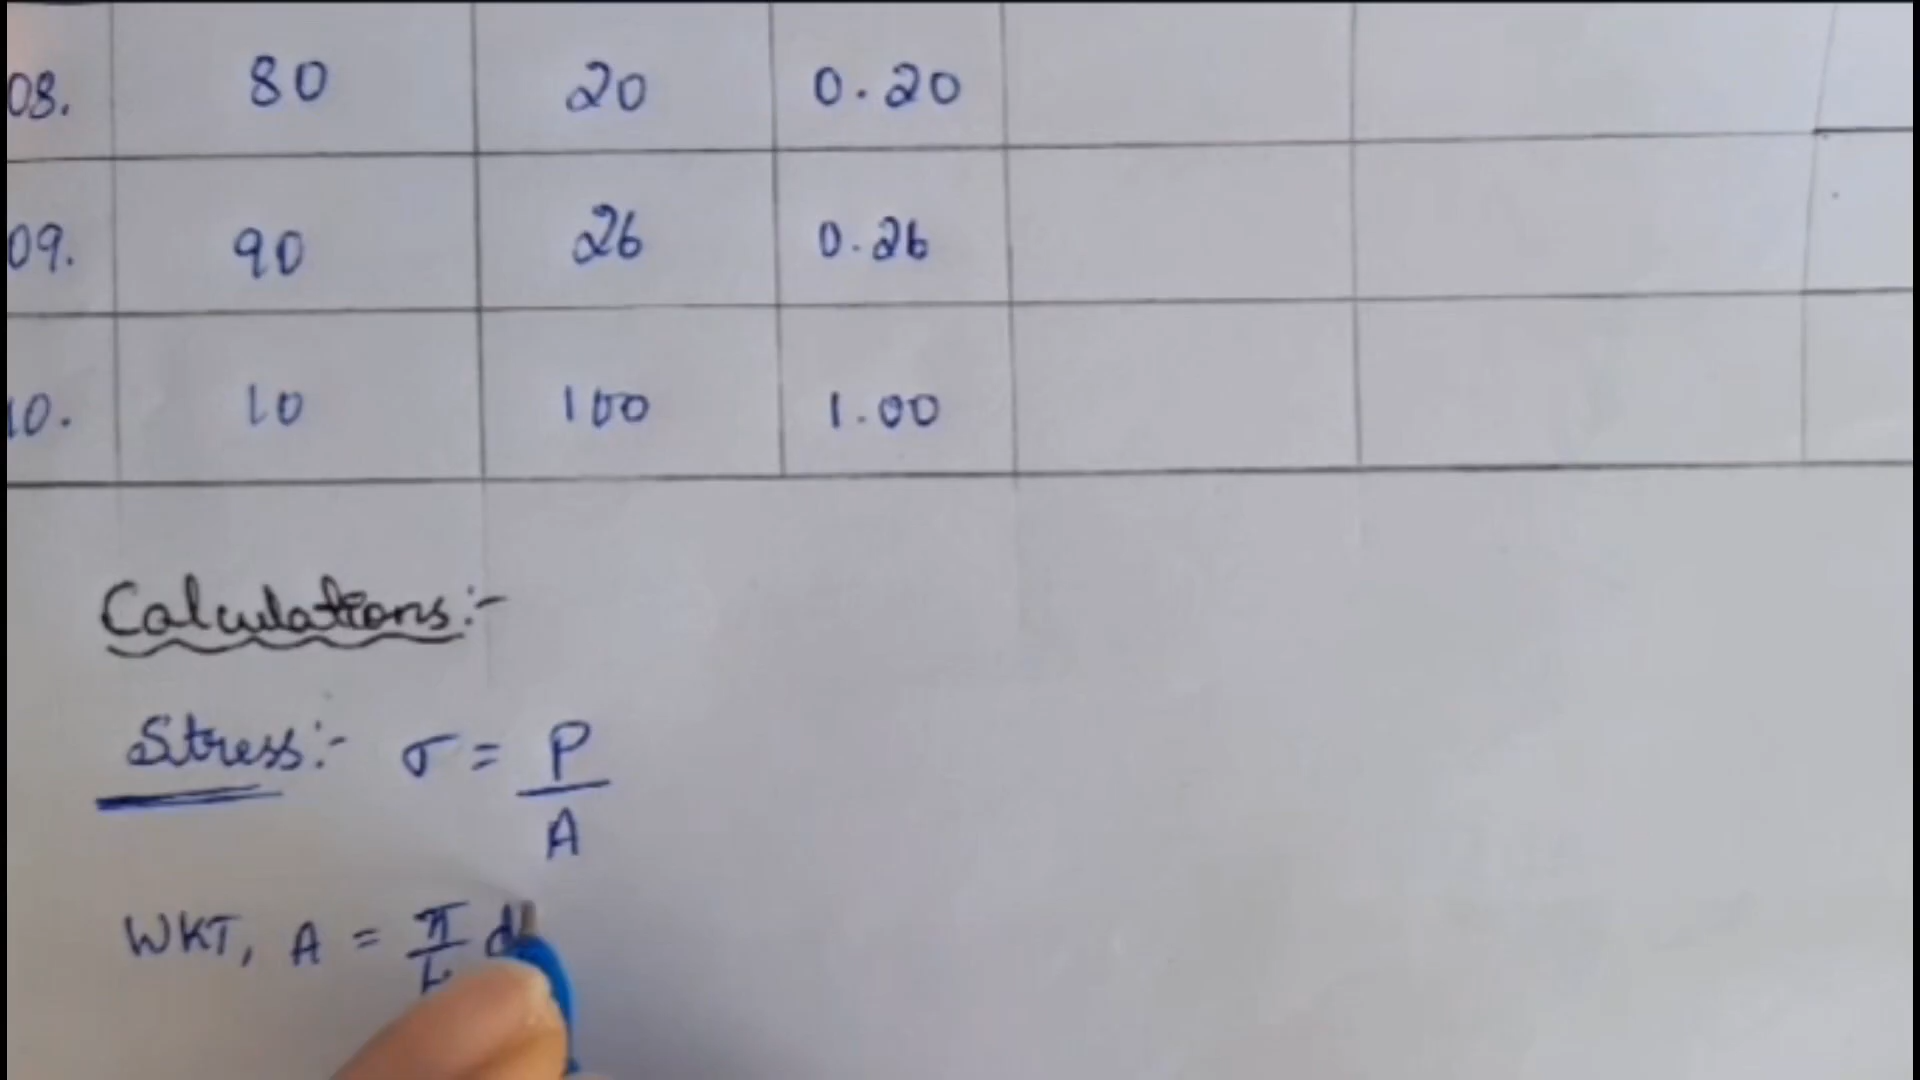 08. 80 20 0.20
09. 90 26 0.26
10. 10 100 1.00
Calculations:-
Stress:- σ = P/A
WKT, A = π/4 d